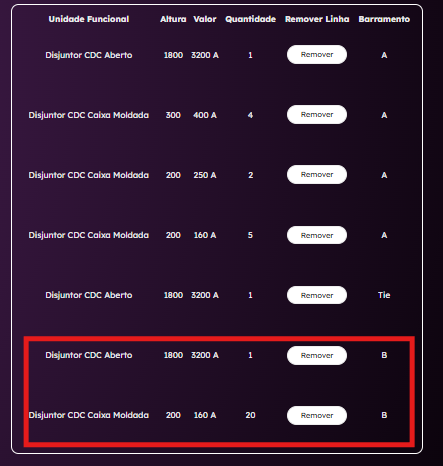 Unidade Funcional Altura Valor Quantidade Remover Linha Barramento
Disjuntor CDC Aberto 1800 3200 A 1 Remover A
Disjuntor CDC Caixa Moldada 300 400 A 4 Remover A
Disjuntor CDC Caixa Moldada 200 250 A 2 Remover A
Disjuntor CDC Caixa Moldada 200 160 A 5 Remover A
Disjuntor CDC Aberto 1800 3200 A 1 Remover Tie
Disjuntor CDC Aberto 1800 3200 A 1 Remover B
Disjuntor CDC Caixa Moldada 200 160 A 20 Remover B